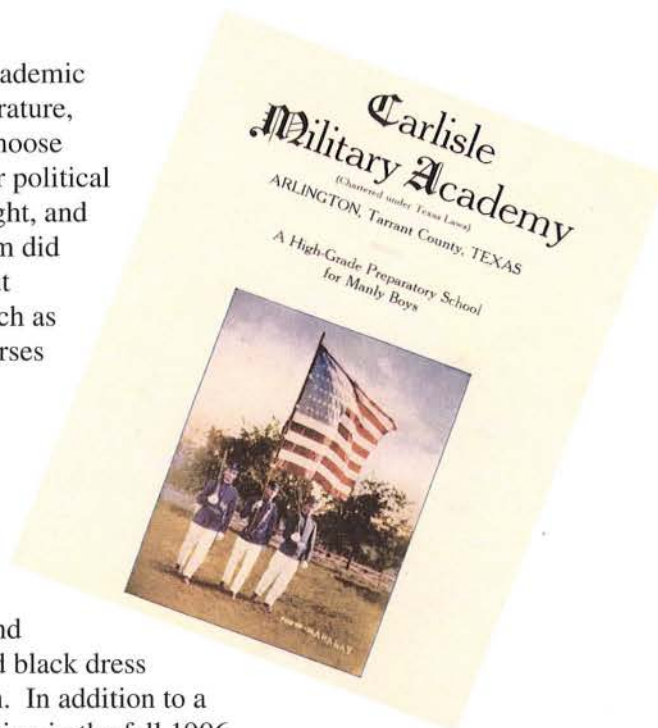 ademic
rature,
hoose
r political
ght, and
m did
t
ch as
rses
nd
d black dress
n. In addition to a
Carlisle
Military Academy
(Chartered under Texas Laws)
ARLINGTON, Tarrant County, TEXAS
A High-Grade Preparatory School
for Manly Boys